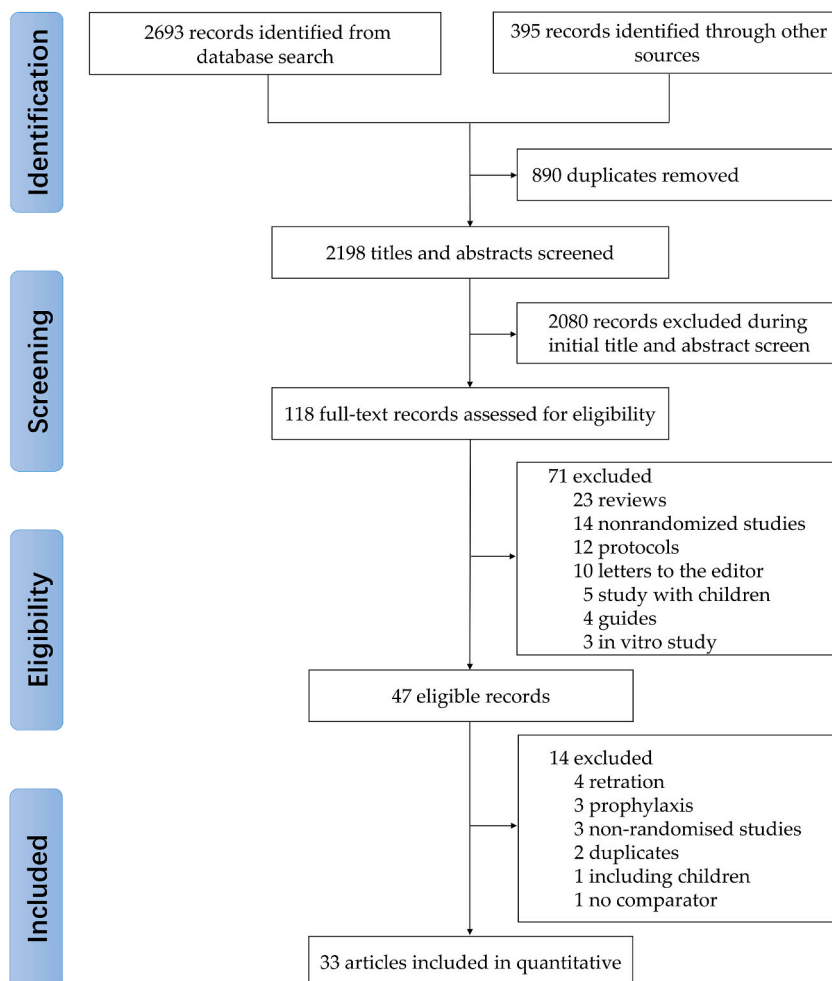 Identification
2693 records identified from
database search
395 records identified through other
sources
890 duplicates removed
2198 titles and abstracts screened
Screening
2080 records excluded during
initial title and abstract screen
118 full-text records assessed for eligibility
Eligibility
71 excluded
23 reviews
14 nonrandomized studies
12 protocols
10 letters to the editor
5 study with children
4 guides
3 in vitro study
47 eligible records
Included
14 excluded
4 retration
3 prophylaxis
3 non-randomised studies
2 duplicates
1 including children
1 no comparator
33 articles included in quantitative